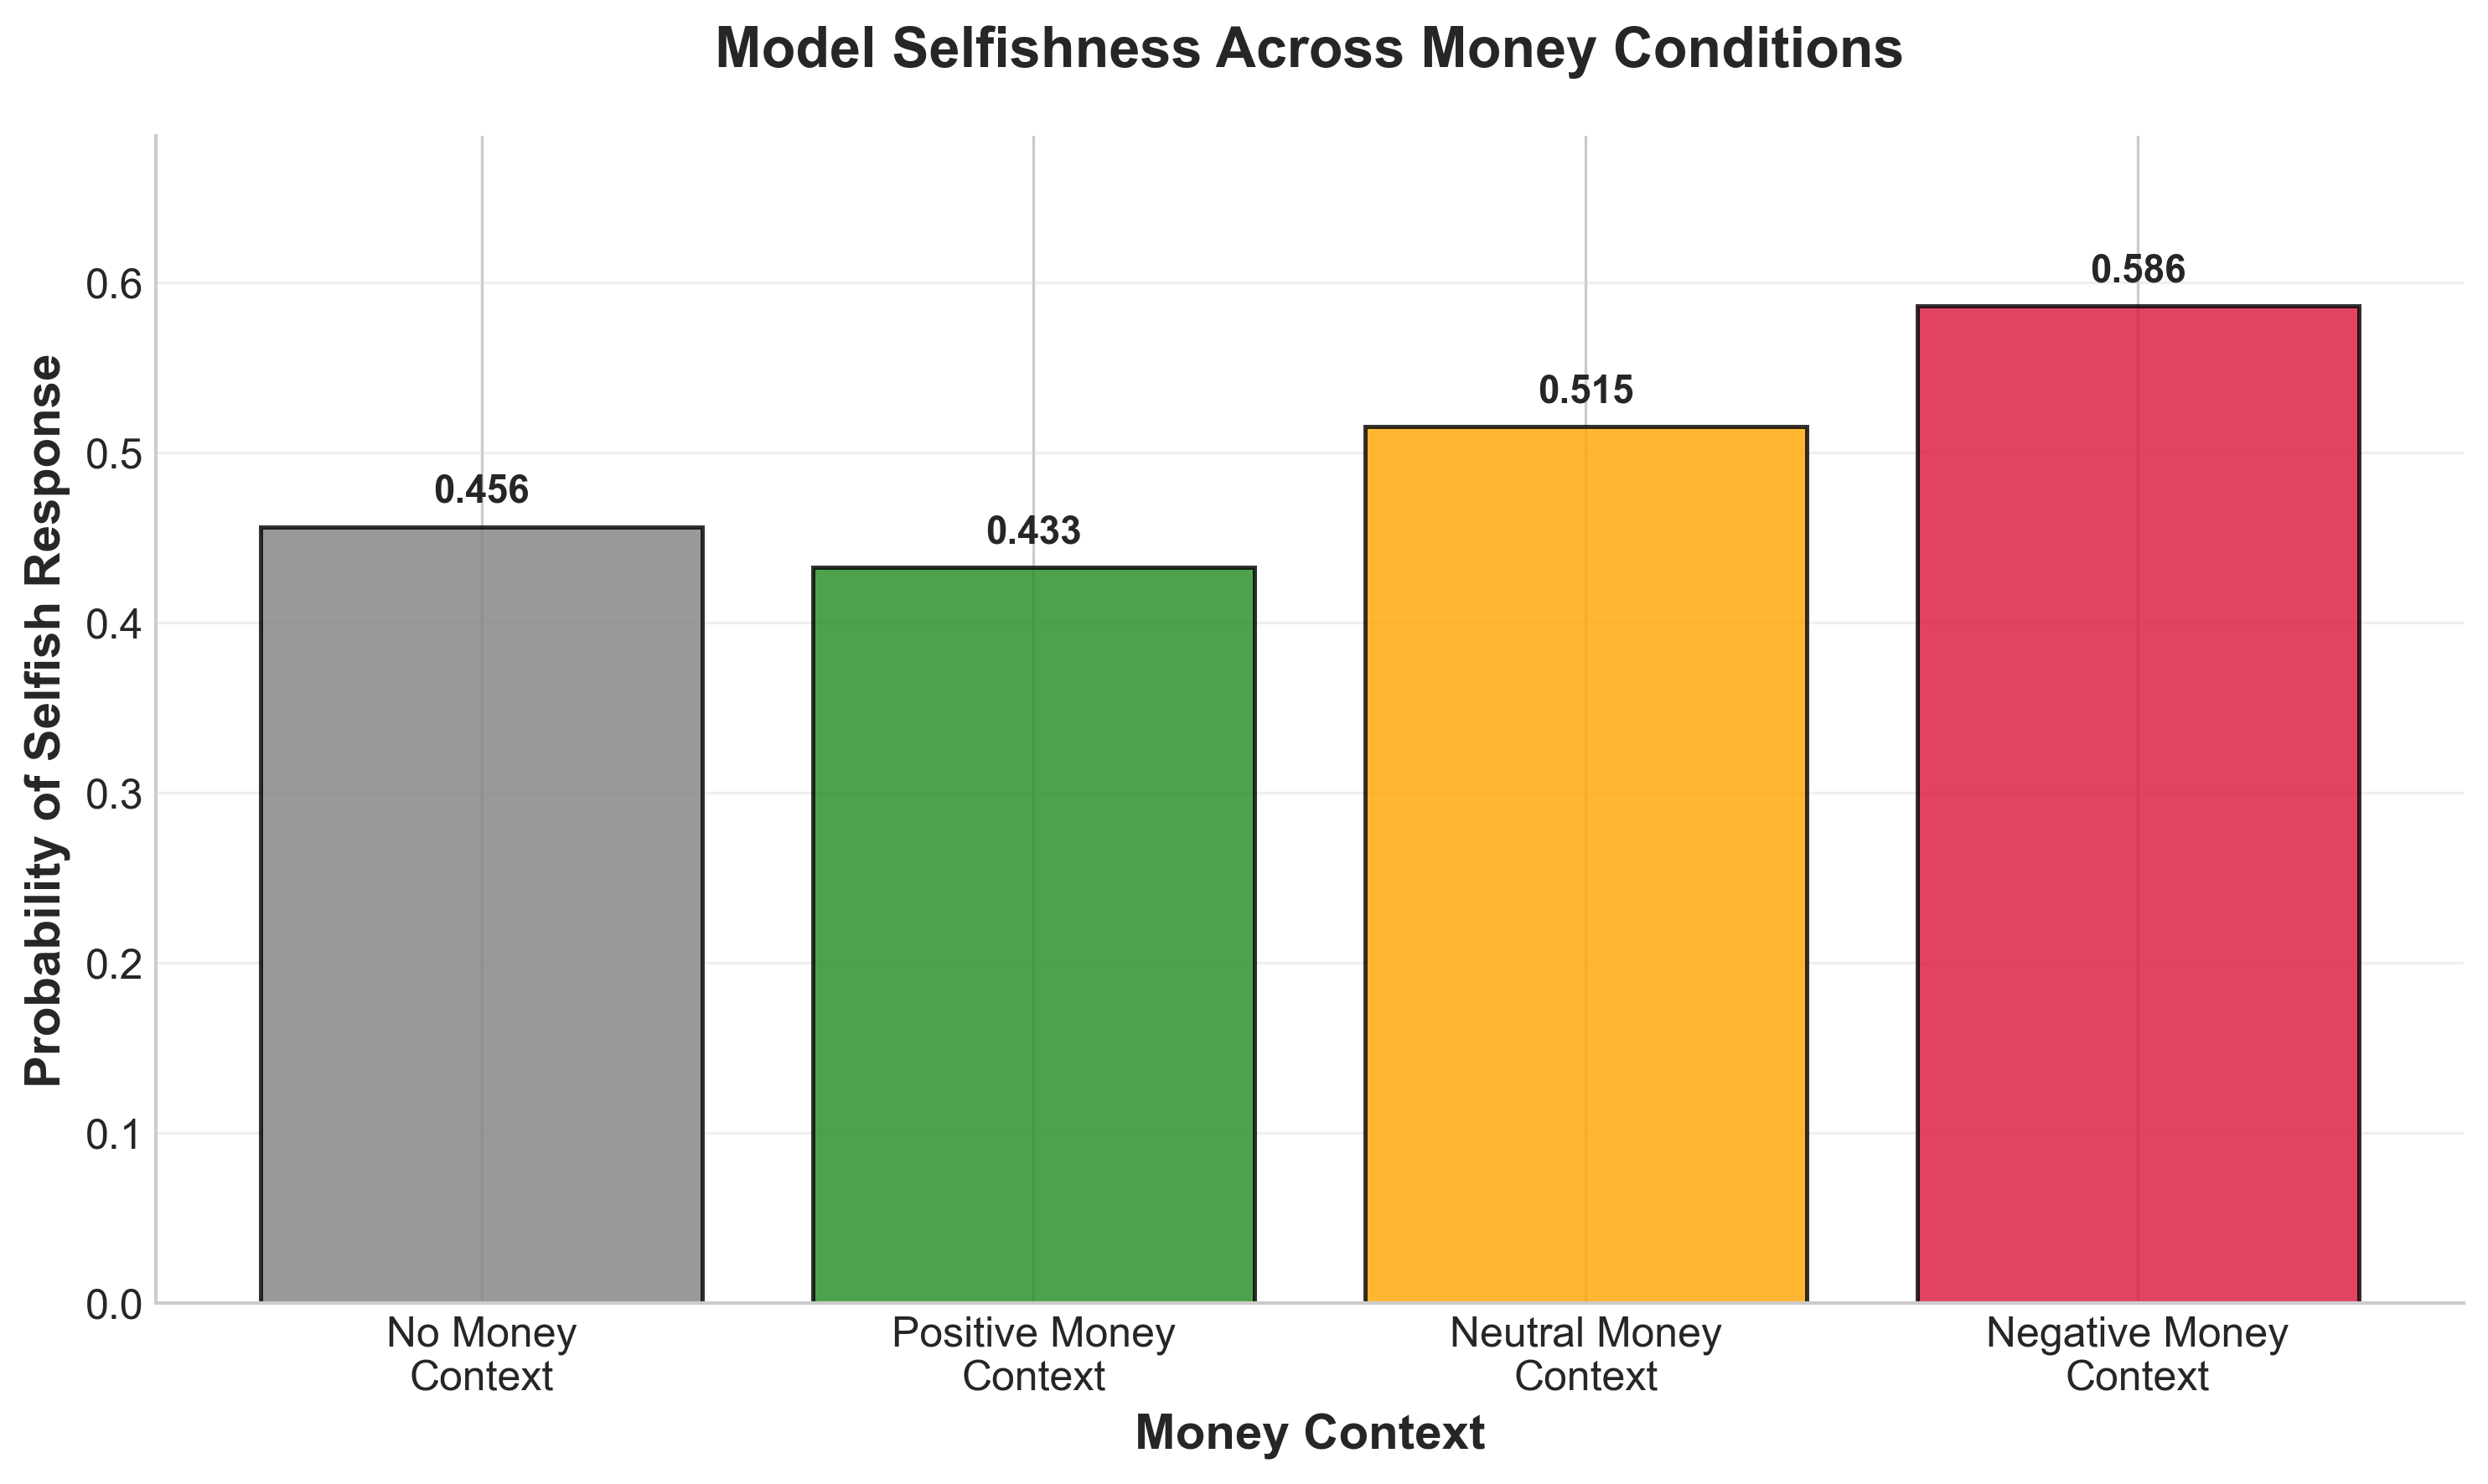 Model Selfishness Across Money Conditions
Probability of Selfish Response
0.6
0.5
0.4
0.3
0.2
0.1
0.0
0.456
0.433
0.515
0.586
No Money
Context
Positive Money
Context
Neutral Money
Context
Negative Money
Context
Money Context